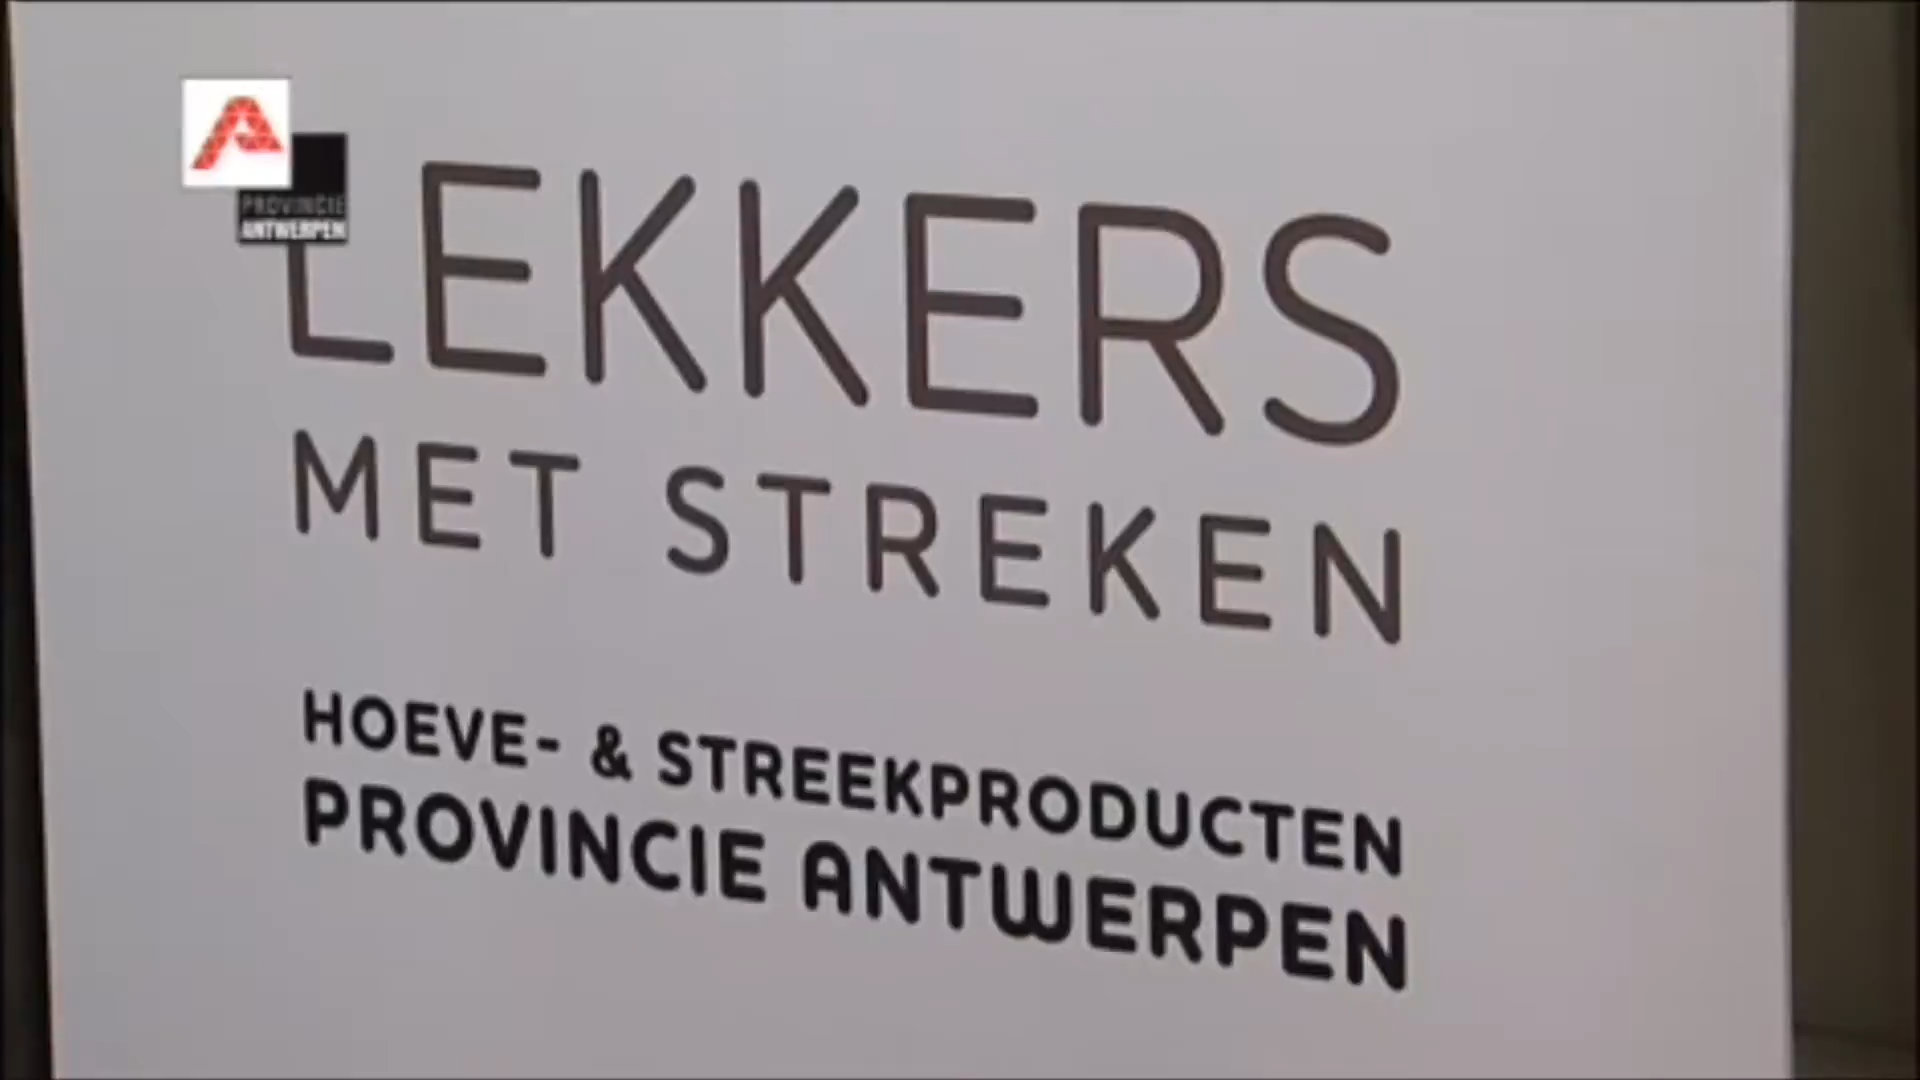 PROVINCIE
ANTWERPEN
LEKKERS
MET STREKEN
HOEVE- & STREEKPRODUCTEN
PROVINCIE ANTWERPEN